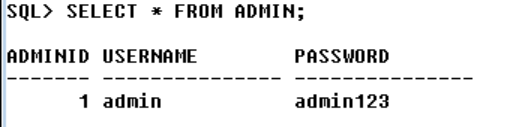 SQL> SELECT * FROM ADMIN;
ADMINID USERNAME PASSWORD
------- --------------- ---------------
1 admin admin123